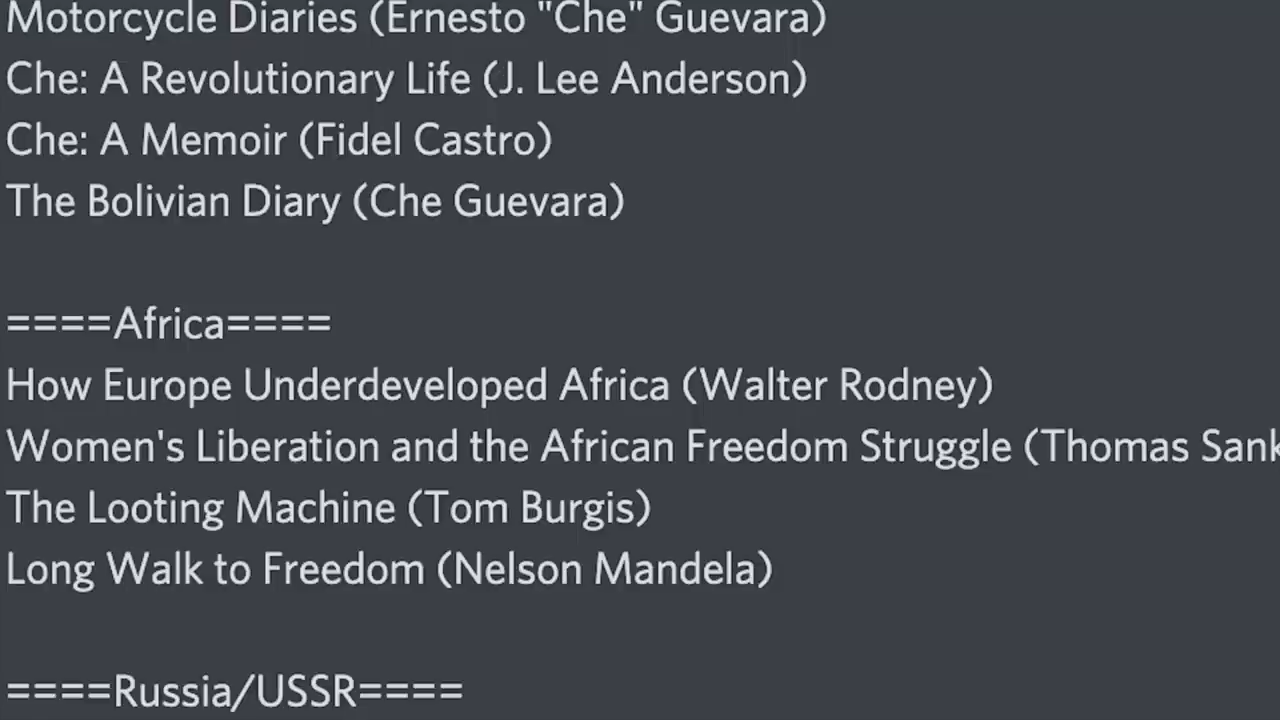 Motorcycle Diaries (Ernesto "Che" Guevara)
Che: A Revolutionary Life (J. Lee Anderson)
Che: A Memoir (Fidel Castro)
The Bolivian Diary (Che Guevara)
====Africa====
How Europe Underdeveloped Africa (Walter Rodney)
Women's Liberation and the African Freedom Struggle (Thomas Sank
The Looting Machine (Tom Burgis)
Long Walk to Freedom (Nelson Mandela)
====Russia/USSR====